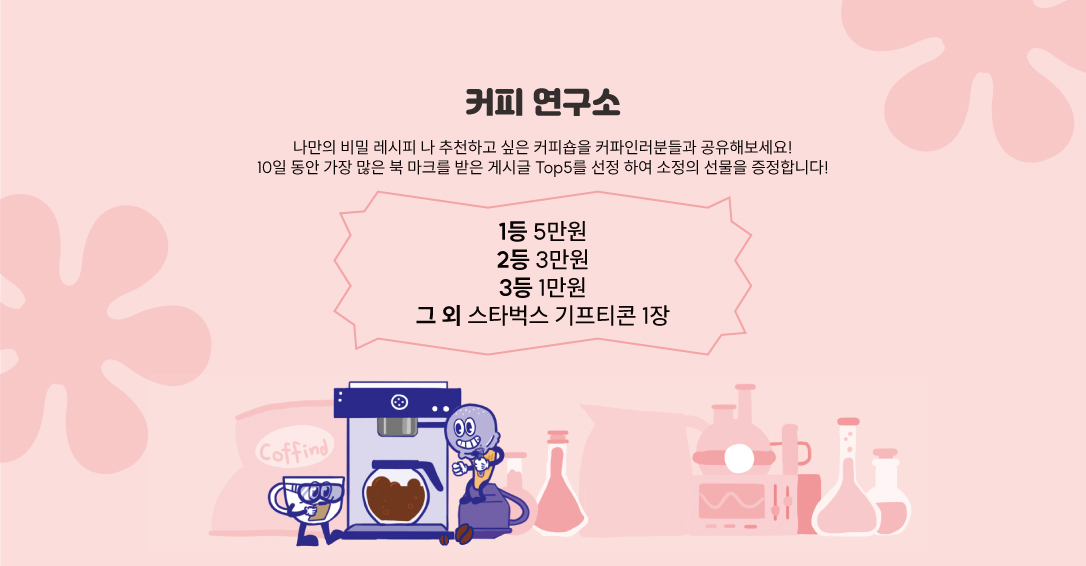 커피 연구소
나만의 비밀 레시피 나 추천하고 싶은 커피숍을 커파인러분들과 공유해보세요!
10일 동안 가장 많은 북 마크를 받은 게시글 Top5를 선정 하여 소정의 선물을 증정합니다!
1등 5만원
2등 3만원
3등 1만원
그 외 스타벅스 기프티콘 1장
Coffind